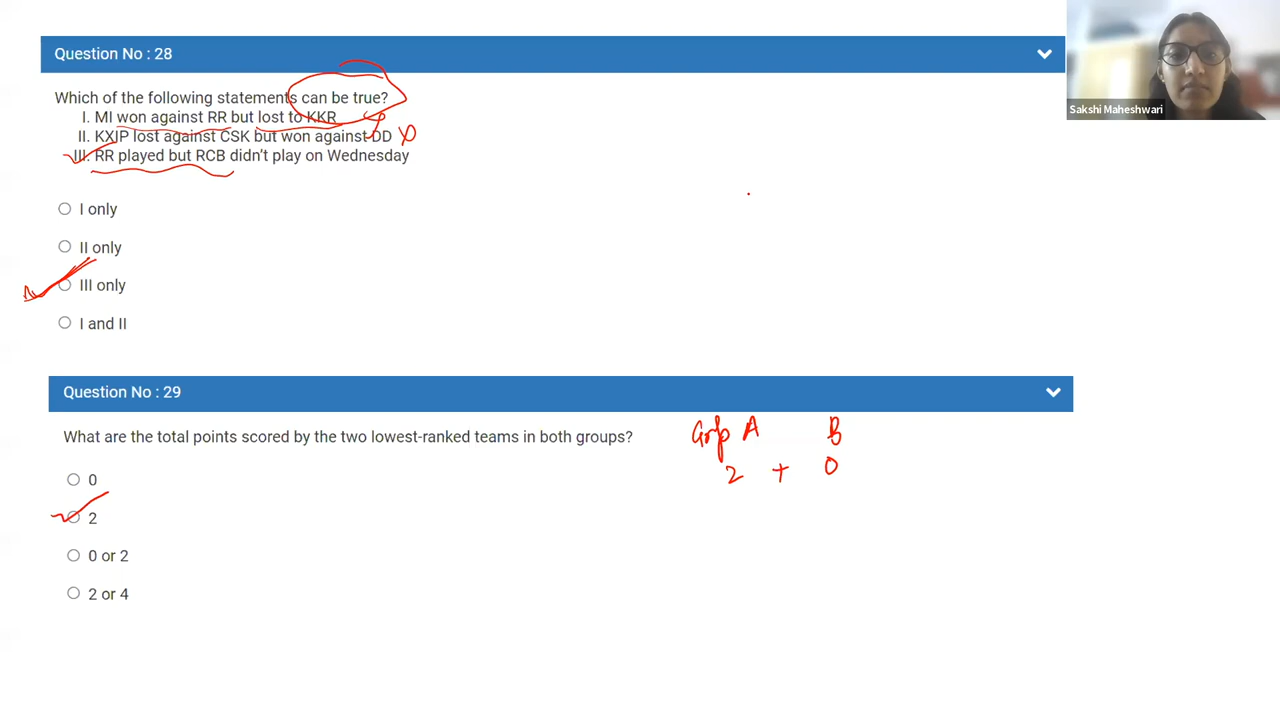 Question No : 28
Sakshi Maheshwari
Which of the following statements can be true?
I. MI won against RR but lost to KKR
II. KXIP lost against CSK but won against DD
III. RR played but RCB didn't play on Wednesday
I only
II only
III only
I and II
Question No : 29
What are the total points scored by the two lowest-ranked teams in both groups?
Grp A B
2 + 0
0
2
0 or 2
2 or 4